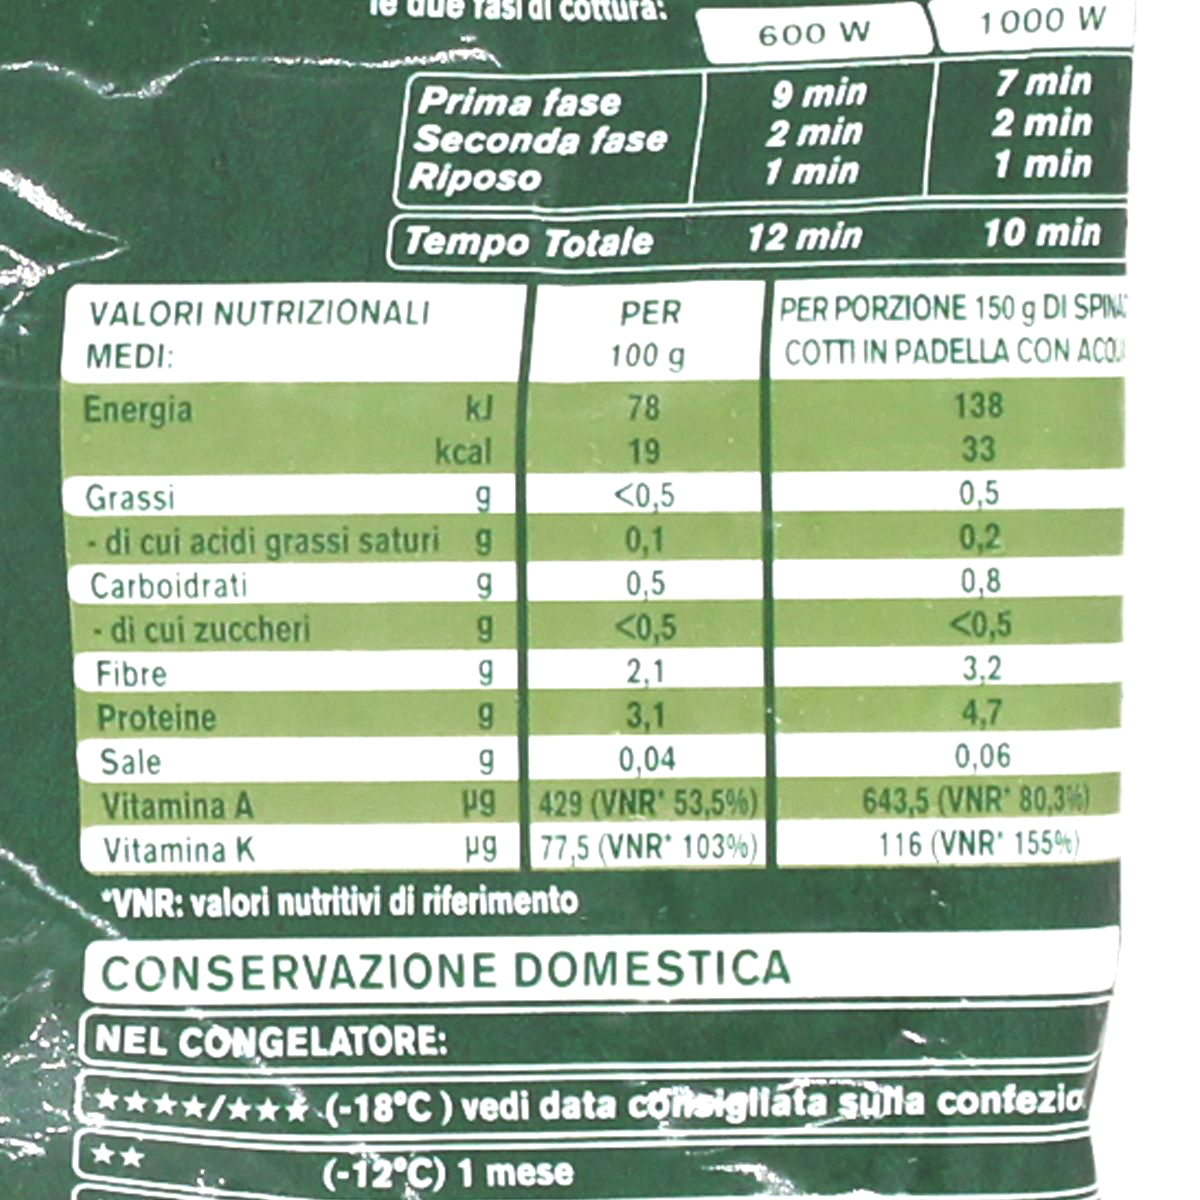 le due fasi di cottura:
600 W 1000 W
Prima fase 9 min 7 min
Seconda fase 2 min 2 min
Riposo 1 min 1 min
Tempo Totale 12 min 10 min
VALORI NUTRIZIONALI PER PER PORZIONE 150 g DI
MEDI: 100 g COTTI IN PADELLA CON
Energia kJ 78 138
kcal 19 33
Grassi g <0,5 0,5
- di cui acidi grassi saturi g 0,1 0,2
Carboidrati g 0,5 0,8
- di cui zuccheri g <0,5 <0,5
Fibre g 2,1 3,2
Proteine g 3,1 4,7
Sale g 0,04 0,06
Vitamina A µg 429 (VNR* 53,5%) 643,5 (VNR* 80,3%)
Vitamina K µg 77,5 (VNR* 103%) 116 (VNR* 155%)
*VNR: valori nutritivi di riferimento
CONSERVAZIONE DOMESTICA
NEL CONGELATORE:
★★★★/★★★ (-18°C ) vedi data consigliata sulla confezio
★★ (-12°C) 1 mese